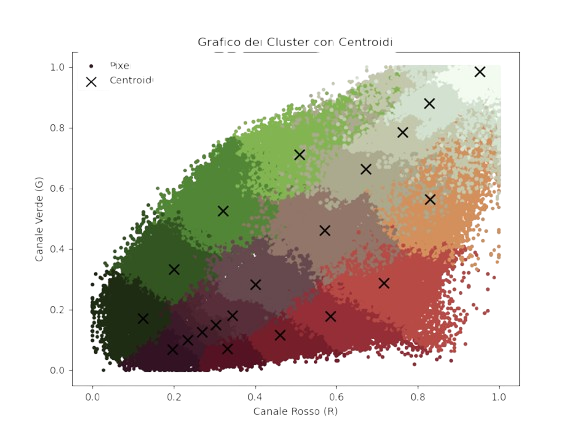 Grafico dei Cluster con Centroidi
Pixel
Centroidi
Canale Verde (G)
1.0
0.8
0.6
0.4
0.2
0.0
0.0 0.2 0.4 0.6 0.8 1.0
Canale Rosso (R)